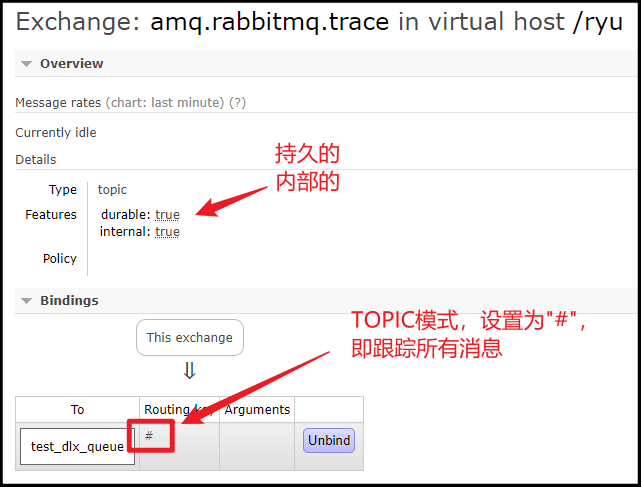 Exchange: amq.rabbitmq.trace in virtual host /ryu
Overview
Message rates (chart: last minute) (?)
Currently idle
Details
持久的
内部的
Type topic
Features durable: true
internal: true
Policy
Bindings
This exchange
⇓
TOPIC模式，设置为"#"，
即跟踪所有消息
To Routing key Arguments
test_dlx_queue # Unbind